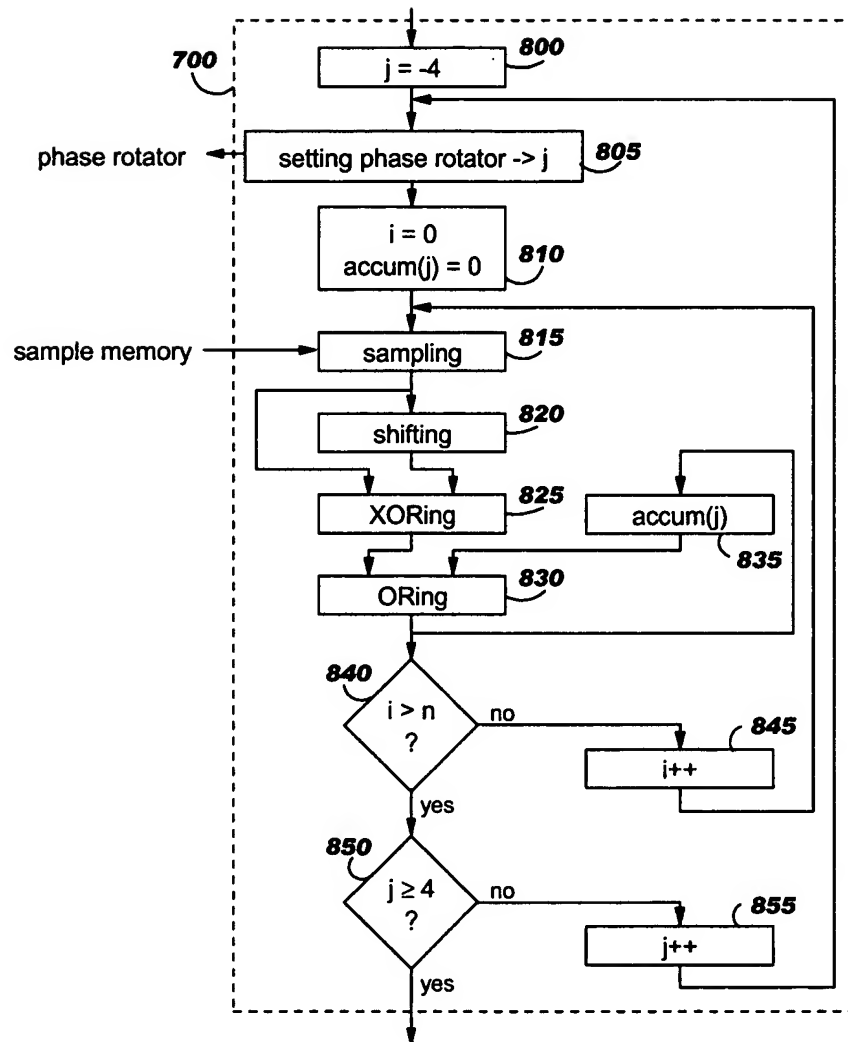 700
800
j = -4
phase rotator
setting phase rotator -> j
805
i = 0
accum(j) = 0
810
sample memory
sampling
815
shifting
820
XORing
825
accum(j)
835
ORing
830
840
i > n
?
no
845
i++
yes
850
j ≥ 4
?
no
855
j++
yes